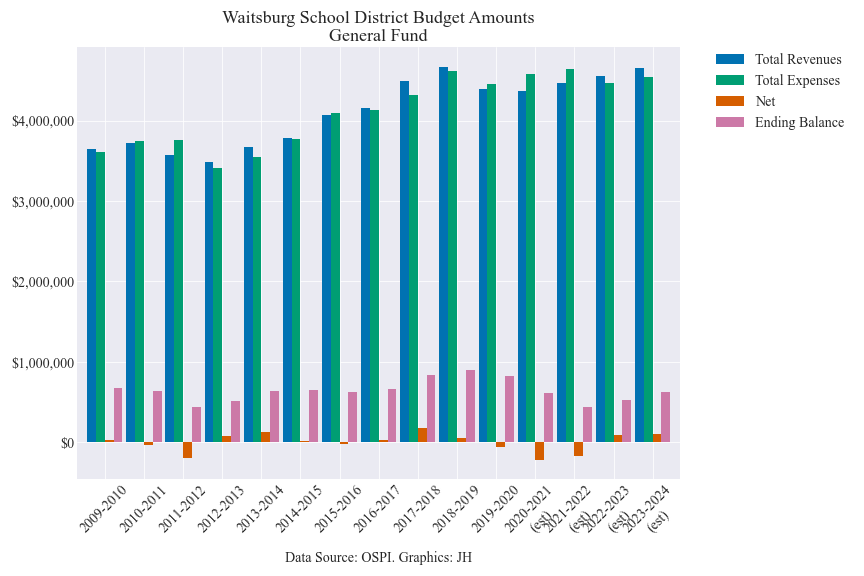 Waitsburg School District Budget Amounts
General Fund
Total Revenues
Total Expenses
Net
Ending Balance
$4,000,000
$3,000,000
$2,000,000
$1,000,000
$0
2009-2010
2010-2011
2011-2012
2012-2013
2013-2014
2014-2015
2015-2016
2016-2017
2017-2018
2018-2019
2019-2020
2020-2021
(est)
2021-2022
(est)
2022-2023
(est)
2023-2024
(est)
Data Source: OSPI. Graphics: JH